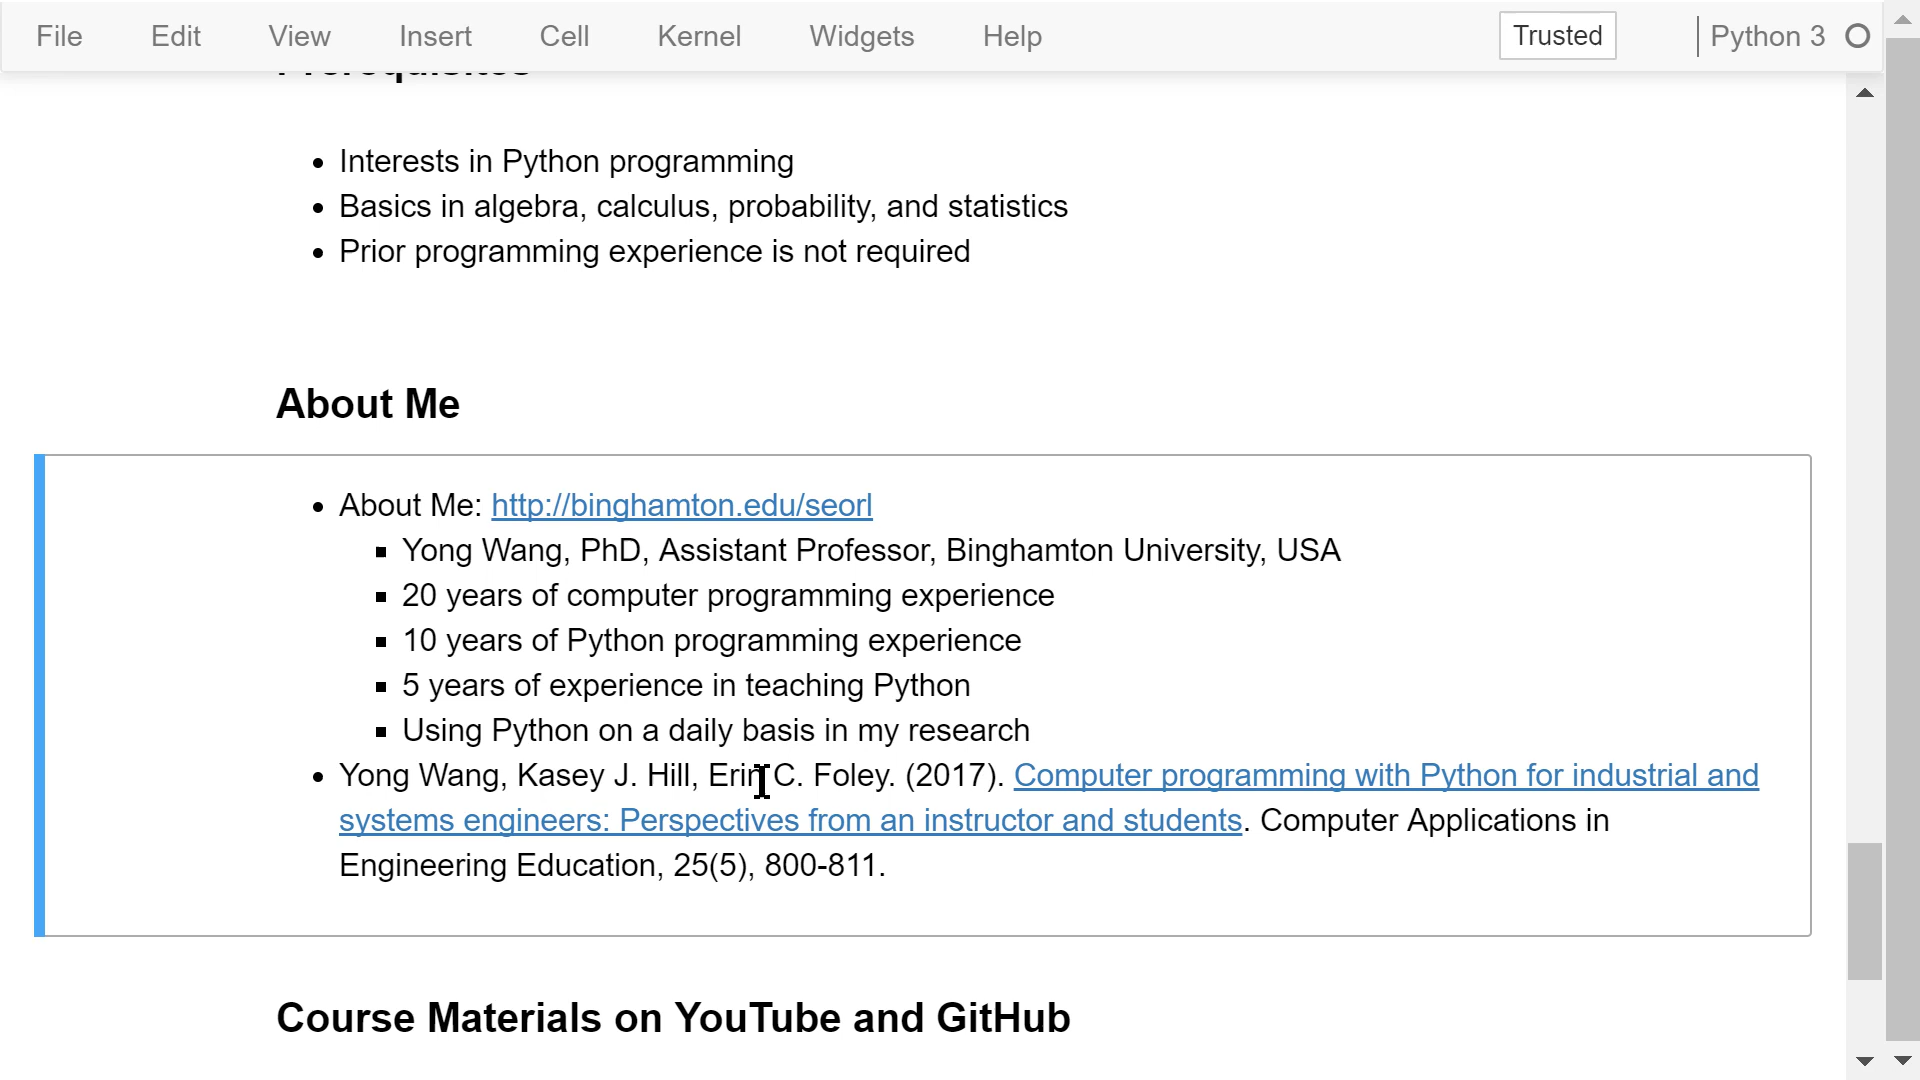 File Edit View Insert Cell Kernel Widgets Help Trusted Python 3
Prerequisites
Interests in Python programming
Basics in algebra, calculus, probability, and statistics
Prior programming experience is not required
About Me
About Me: http://binghamton.edu/seorl
Yong Wang, PhD, Assistant Professor, Binghamton University, USA
20 years of computer programming experience
10 years of Python programming experience
5 years of experience in teaching Python
Using Python on a daily basis in my research
Yong Wang, Kasey J. Hill, Erin C. Foley. (2017). Computer programming with Python for industrial and
systems engineers: Perspectives from an instructor and students. Computer Applications in
Engineering Education, 25(5), 800-811.
Course Materials on YouTube and GitHub